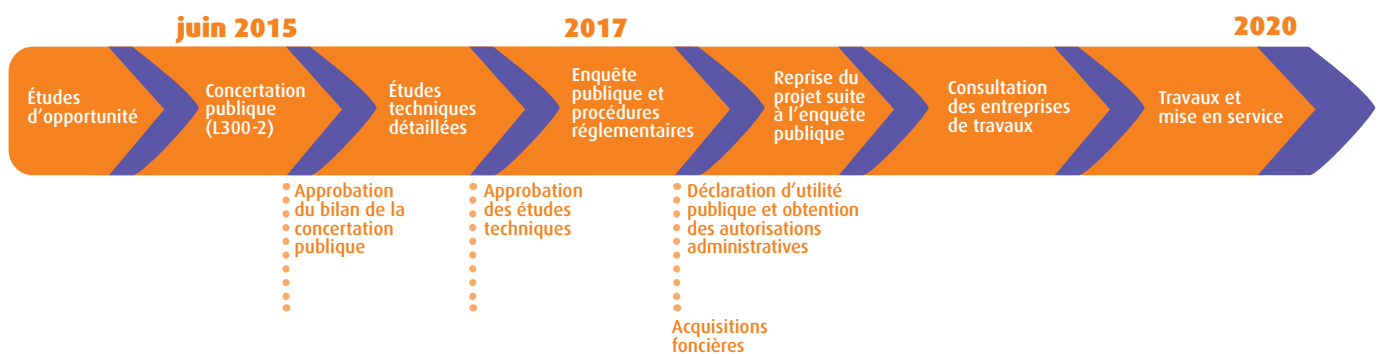 juin 2015
2017
2020
Études
d'opportunité
Concertation
publique
(L300-2)
Études
techniques
détaillées
Enquête
publique et
procédures
réglementaires
Reprise du
projet suite
à l'enquête
publique
Consultation
des entreprises
de travaux
Travaux et
mise en service
Approbation
du bilan de la
concertation
publique
Approbation
des études
techniques
Déclaration d'utilité
publique et obtention
des autorisations
administratives
Acquisitions
foncières